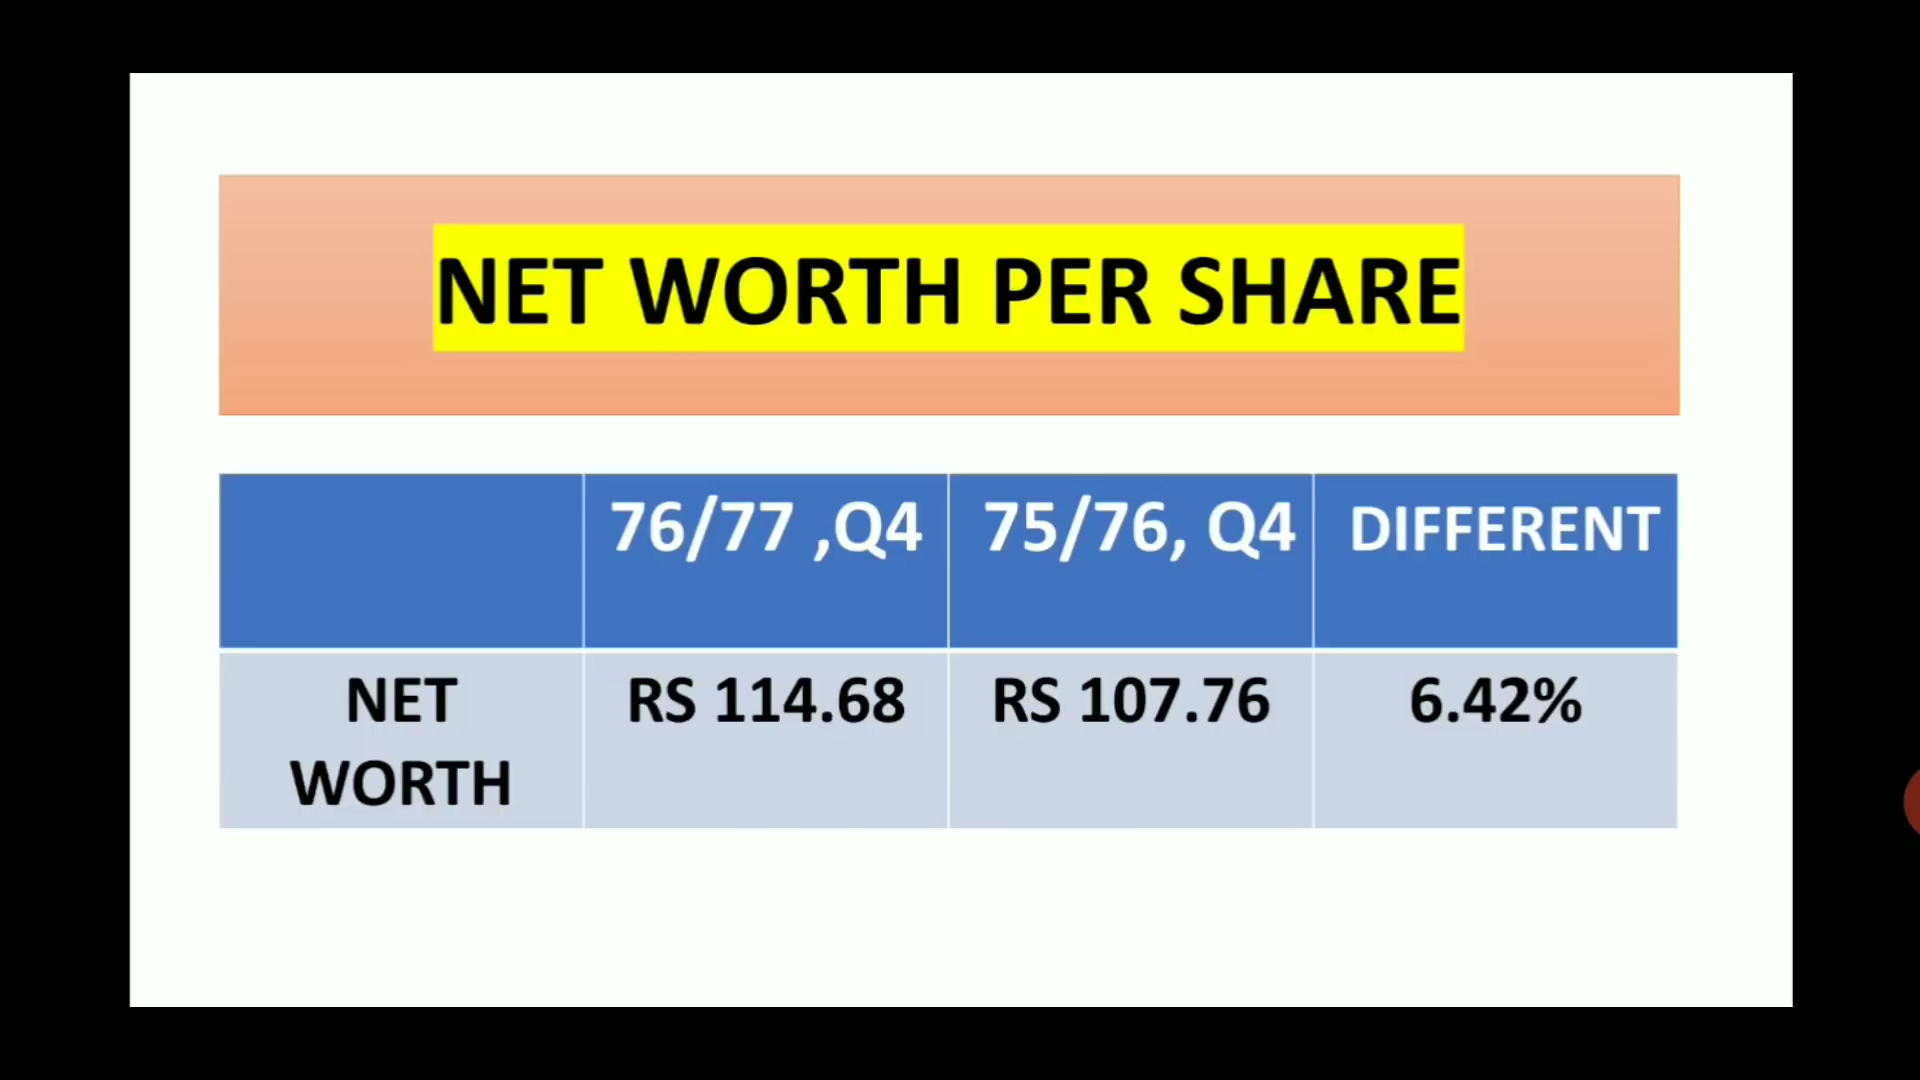 NET WORTH PER SHARE
76/77 ,Q4 75/76, Q4 DIFFERENT
NET RS 114.68 RS 107.76 6.42%
WORTH